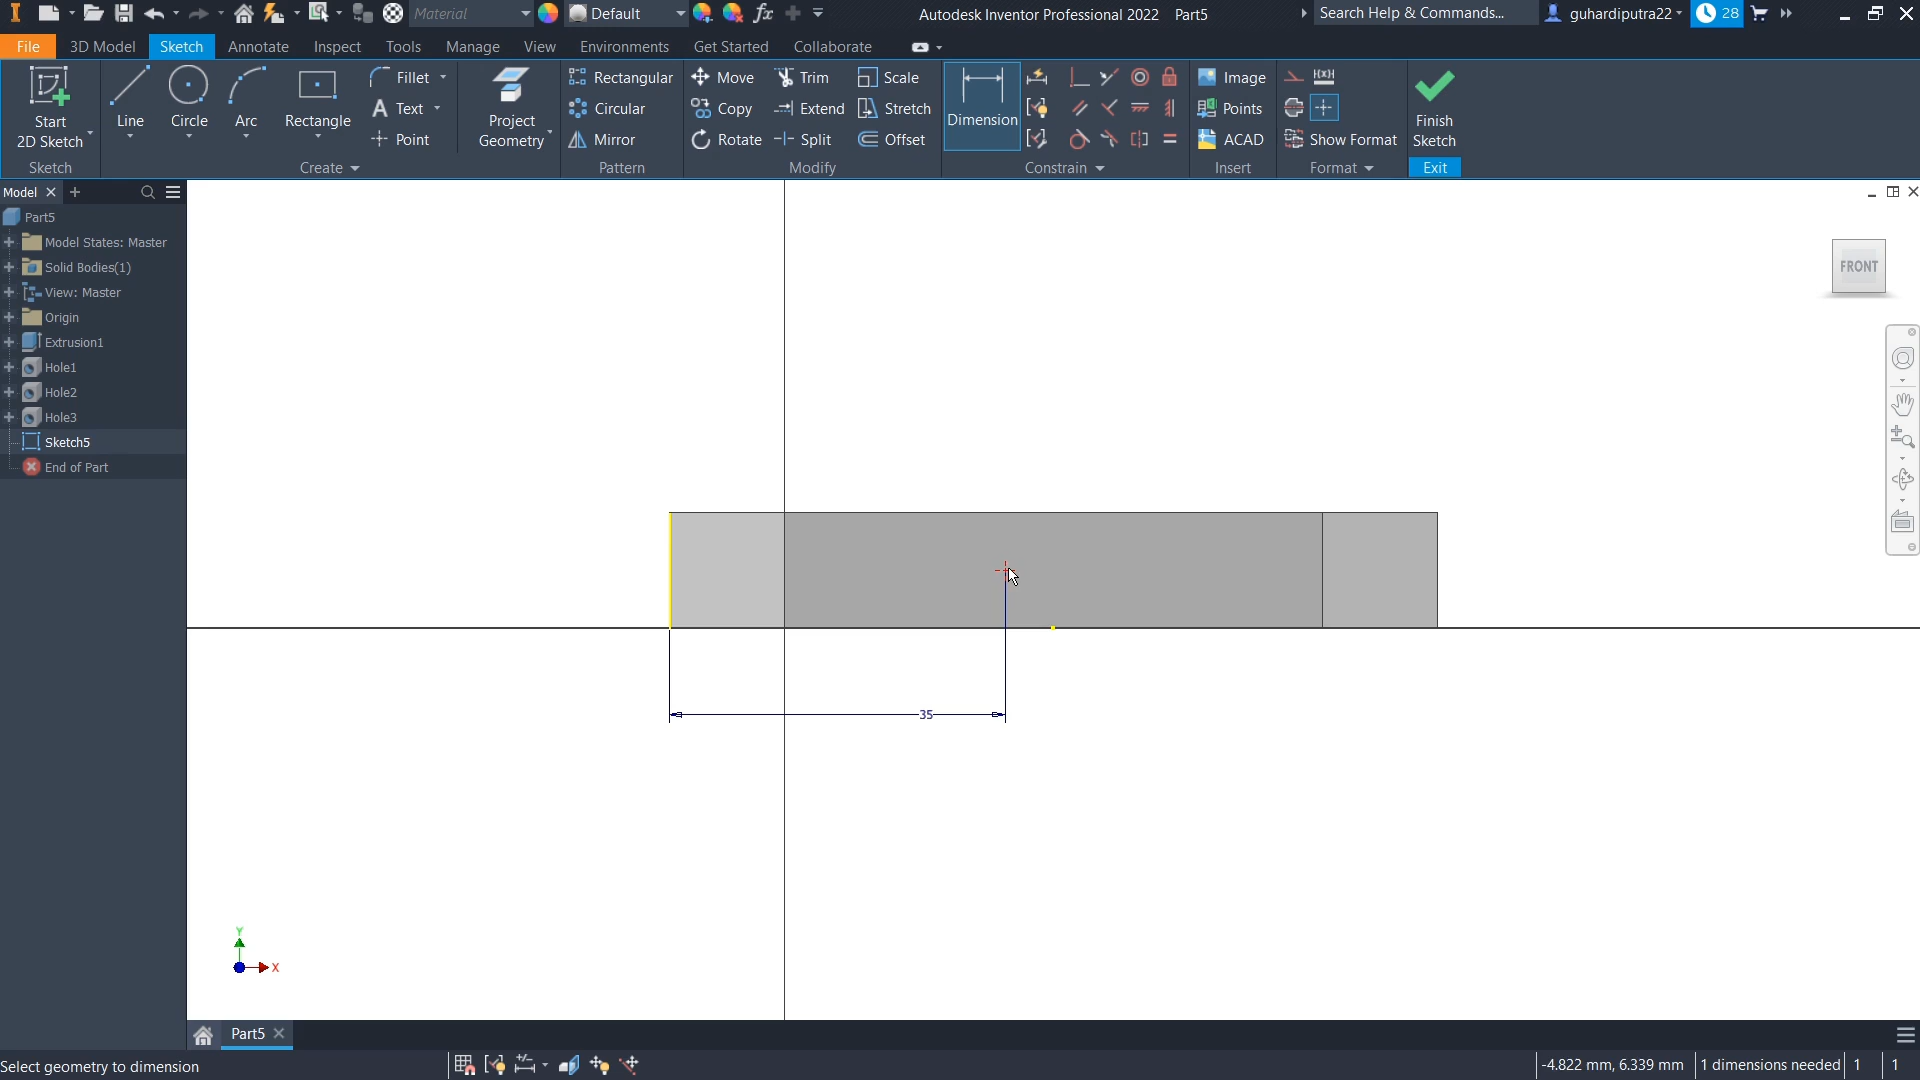 Material
Default
fx
Autodesk Inventor Professional 2022 Part5
Search Help & Commands...
guhardiputra22
28
File
3D Model
Sketch
Annotate
Inspect
Tools
Manage
View
Environments
Get Started
Collaborate
Start
2D Sketch
Line
Circle
Arc
Rectangle
Fillet
Text
Point
Project
Geometry
Rectangular
Circular
Mirror
Move
Copy
Rotate
Trim
Extend
Split
Scale
Stretch
Offset
Dimension
Image
Points
ACAD
Show Format
Finish
Sketch
Sketch
Create
Pattern
Modify
Constrain
Insert
Format
Exit
Model
Part5
Model States: Master
Solid Bodies(1)
View: Master
Origin
Extrusion1
Hole1
Hole2
Hole3
Sketch5
End of Part
FRONT
35
Y
X
Part5
Select geometry to dimension
-4.822 mm, 6.339 mm
1 dimensions needed
1
1